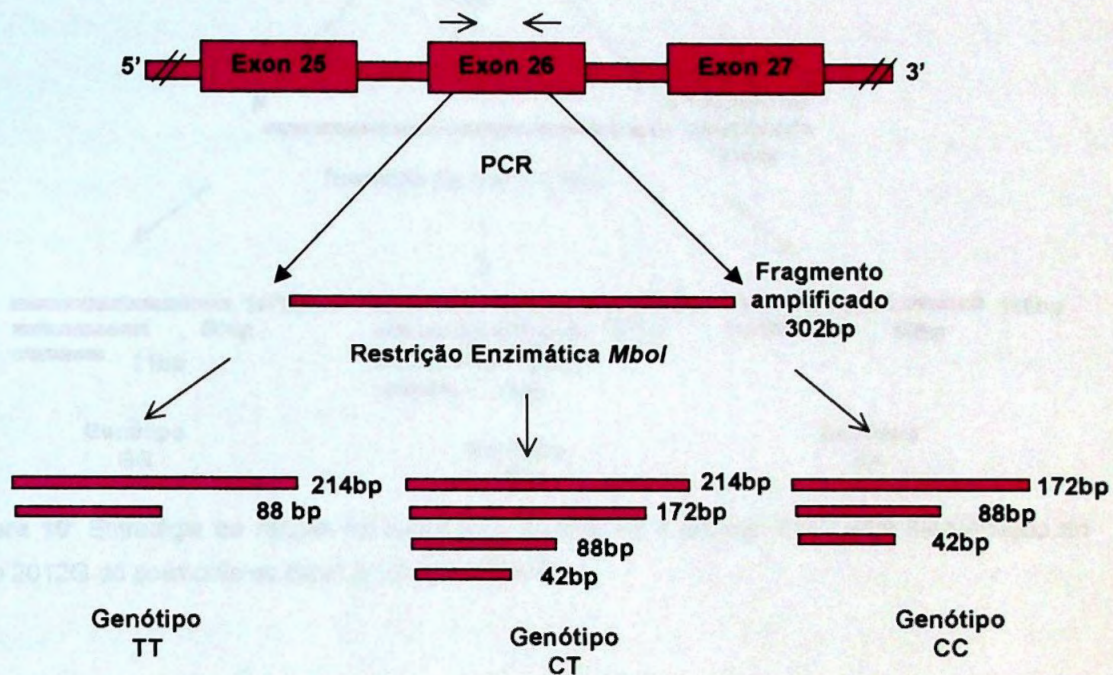 5' Exon 25 Exon 26 Exon 27 3'
PCR
Fragmento
amplificado
302bp
Restrição Enzimática MboI
214bp
88 bp
Genótipo
TT
214bp
172bp
88bp
42bp
Genótipo
CT
172bp
88bp
42bp
Genótipo
CC